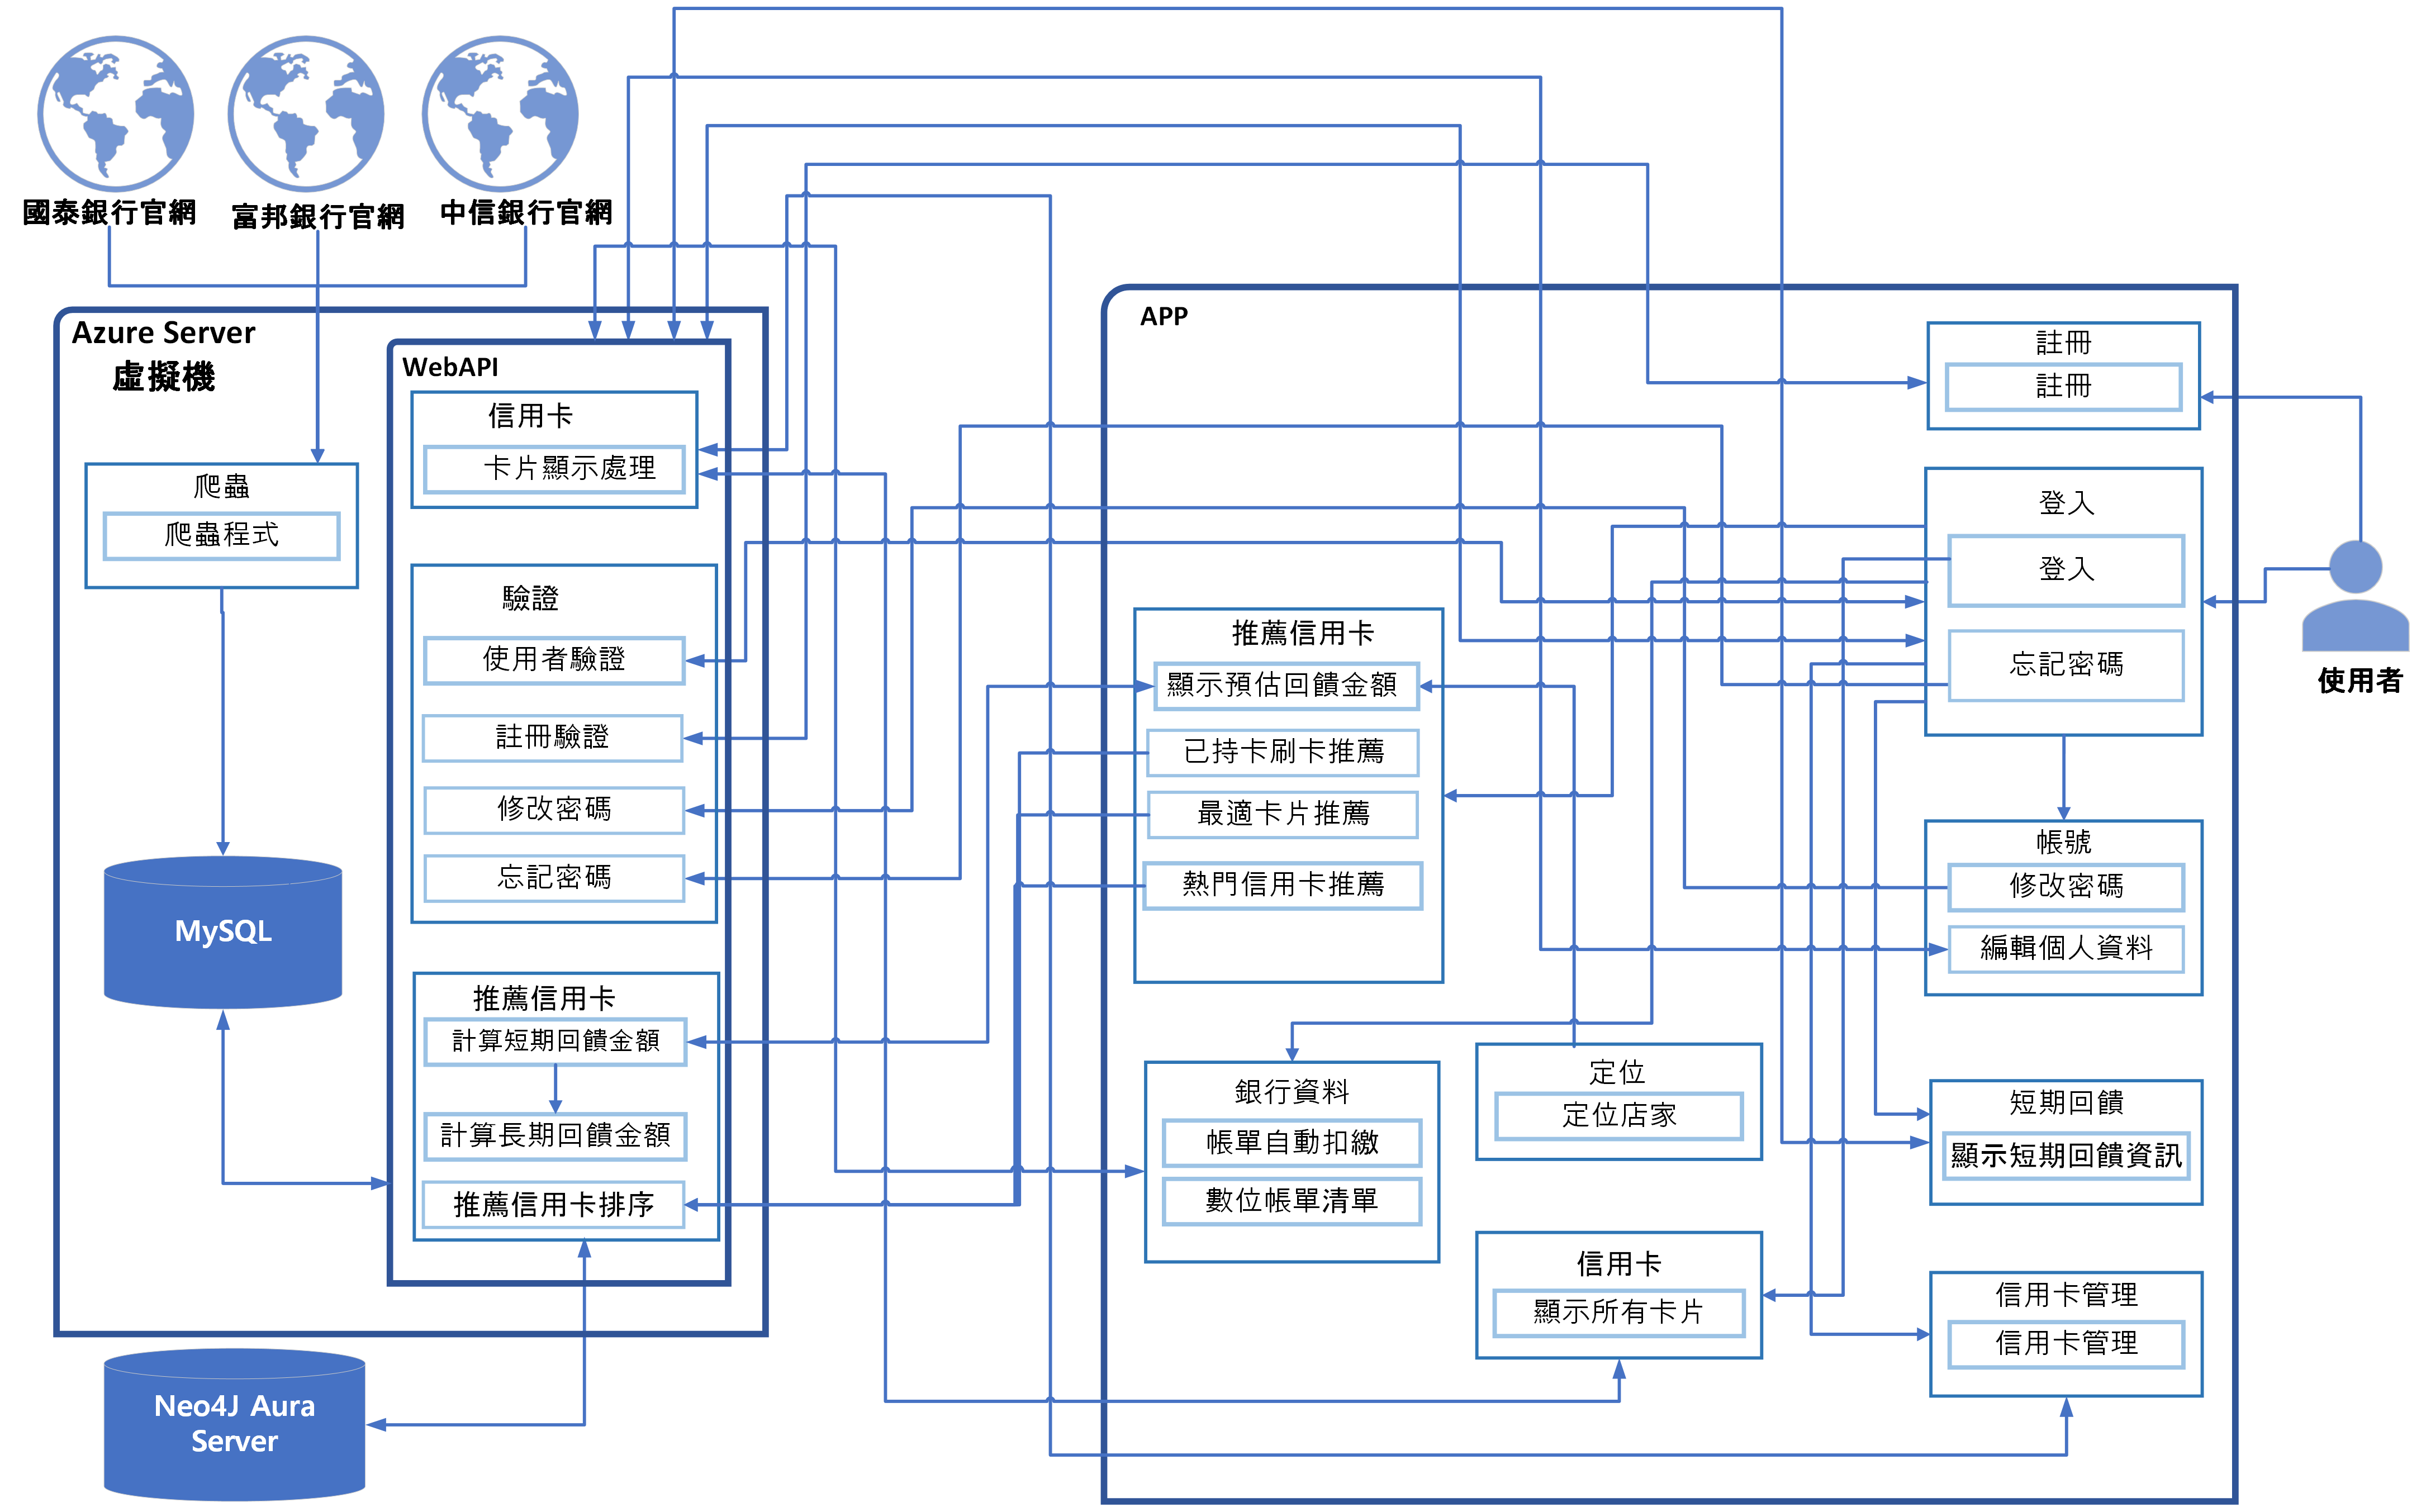 國泰銀行官網
富邦銀行官網
中信銀行官網
Azure Server
虛擬機
爬蟲
爬蟲程式
MySQL
Neo4J Aura
Server
WebAPI
信用卡
卡片顯示處理
驗證
使用者驗證
註冊驗證
修改密碼
忘記密碼
推薦信用卡
計算短期回饋金額
計算長期回饋金額
推薦信用卡排序
APP
推薦信用卡
顯示預估回饋金額
已持卡刷卡推薦
最適卡片推薦
熱門信用卡推薦
銀行資料
帳單自動扣繳
數位帳單清單
定位
定位店家
信用卡
顯示所有卡片
註冊
註冊
登入
登入
忘記密碼
帳號
修改密碼
編輯個人資料
短期回饋
顯示短期回饋資訊
信用卡管理
信用卡管理
使用者